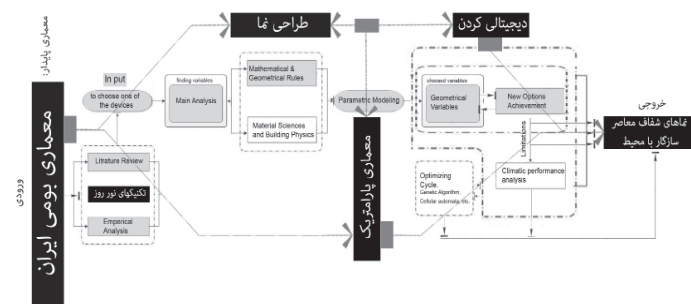 معماری پایدار:
معماری بومی ایران
ورودی
طراحی نما
دیجیتالی کردن
In put
to choose one of
the devices
Litrature Review
تکنیکهای نور روز
Emperical
Analysis
finding variables
Main Analysis
Mathematical &
Geometrical Rules
Material Sciences
and Building Physics
Parametric Modeling
معماری پارامتریک
choosed variables
Geometrical
Variables
New Options
Achievement
Limitations
Climatic performance
analysis
Optimizing
Cycle.
Genetic Algorithm,
Cellular automata, etc.
خروجی
نماهای شفاف معاصر
سازگار با محیط